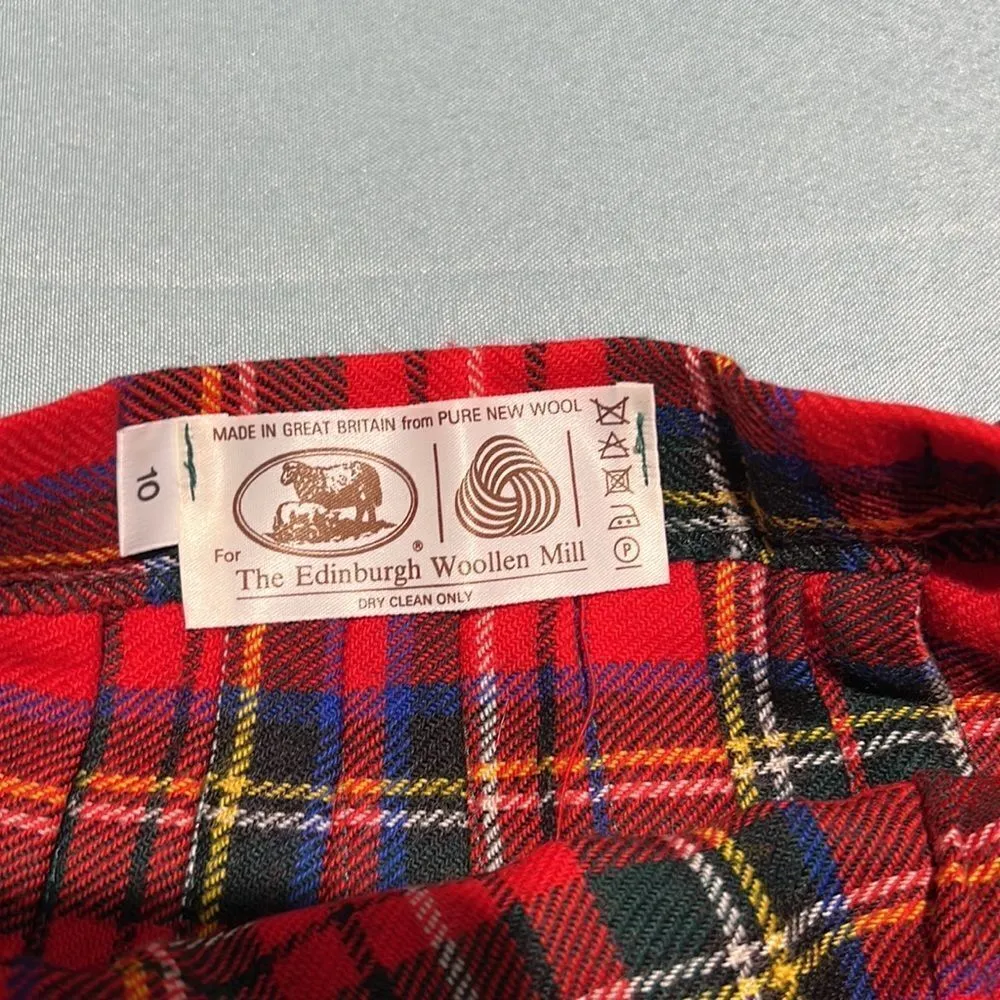 10
MADE IN GREAT BRITAIN from PURE NEW WOOL
®
For
The Edinburgh Woollen Mill
DRY CLEAN ONLY
P